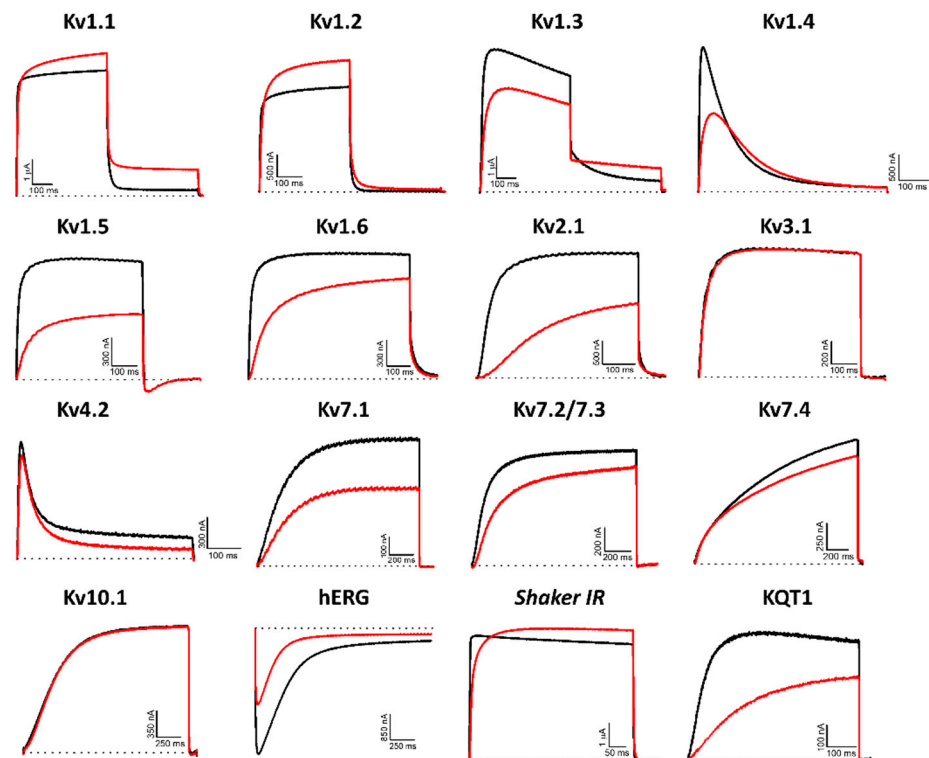 Kv1.1 Kv1.2 Kv1.3 Kv1.4
1 µA
100 ms
500 nA
100 ms
1 µA
100 ms
500 nA
100 ms
Kv1.5 Kv1.6 Kv2.1 Kv3.1
300 nA
100 ms
300 nA
100 ms
500 nA
100 ms
200 nA
100 ms
Kv4.2 Kv7.1 Kv7.2/7.3 Kv7.4
300 nA
100 ms
100 nA
200 ms
200 nA
200 ms
250 nA
200 ms
Kv10.1 hERG Shaker IR KQT1
350 nA
250 ms
850 nA
250 ms
1 µA
50 ms
100 nA
100 ms